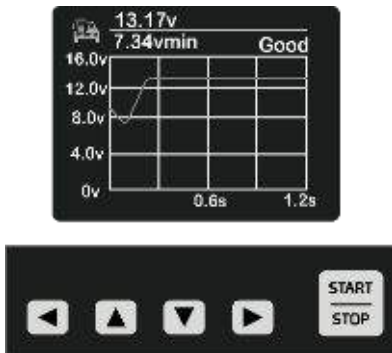 13.17v
7.34vmin Good
16.0v
12.0v
8.0v
4.0v
0v
0.6s 1.2s
START
STOP